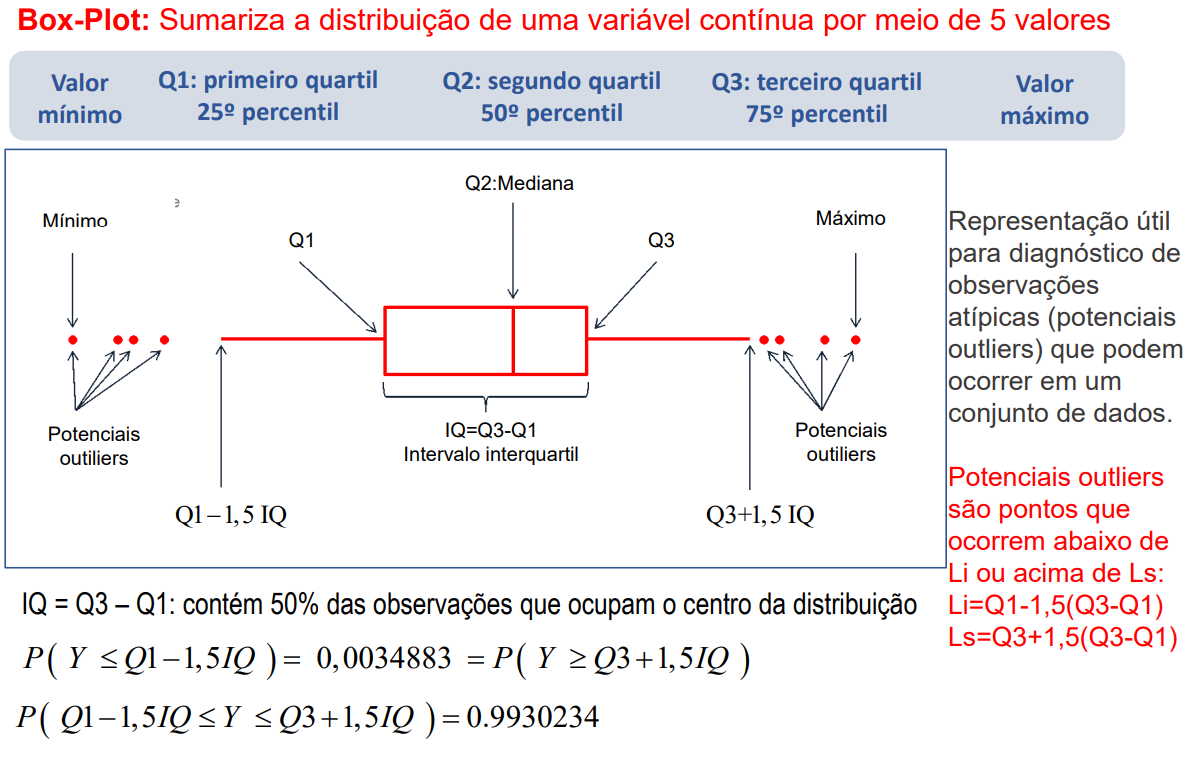 Box-Plot: Sumariza a distribuição de uma variável contínua por meio de 5 valores
Valor mínimo
Q1: primeiro quartil
25º percentil
Q2: segundo quartil
50º percentil
Q3: terceiro quartil
75º percentil
Valor máximo
Q2:Mediana
e
Mínimo
Máximo
Q1
Q3
Potenciais
outiliers
IQ=Q3-Q1
Intervalo interquartil
Potenciais
outiliers
Q1−1,5 IQ
Q3+1,5 IQ
Representação útil
para diagnóstico de
observações
atípicas (potenciais
outliers) que podem
ocorrer em um
conjunto de dados.
Potenciais outliers
são pontos que
ocorrem abaixo de
Li ou acima de Ls:
Li=Q1-1,5(Q3-Q1)
Ls=Q3+1,5(Q3-Q1)
IQ = Q3 – Q1: contém 50% das observações que ocupam o centro da distribuição
P( Y ≤Q1−1,5IQ )= 0,0034883 =P( Y ≥Q3+1,5IQ )
P( Q1−1,5IQ≤Y ≤Q3+1,5IQ )=0.9930234